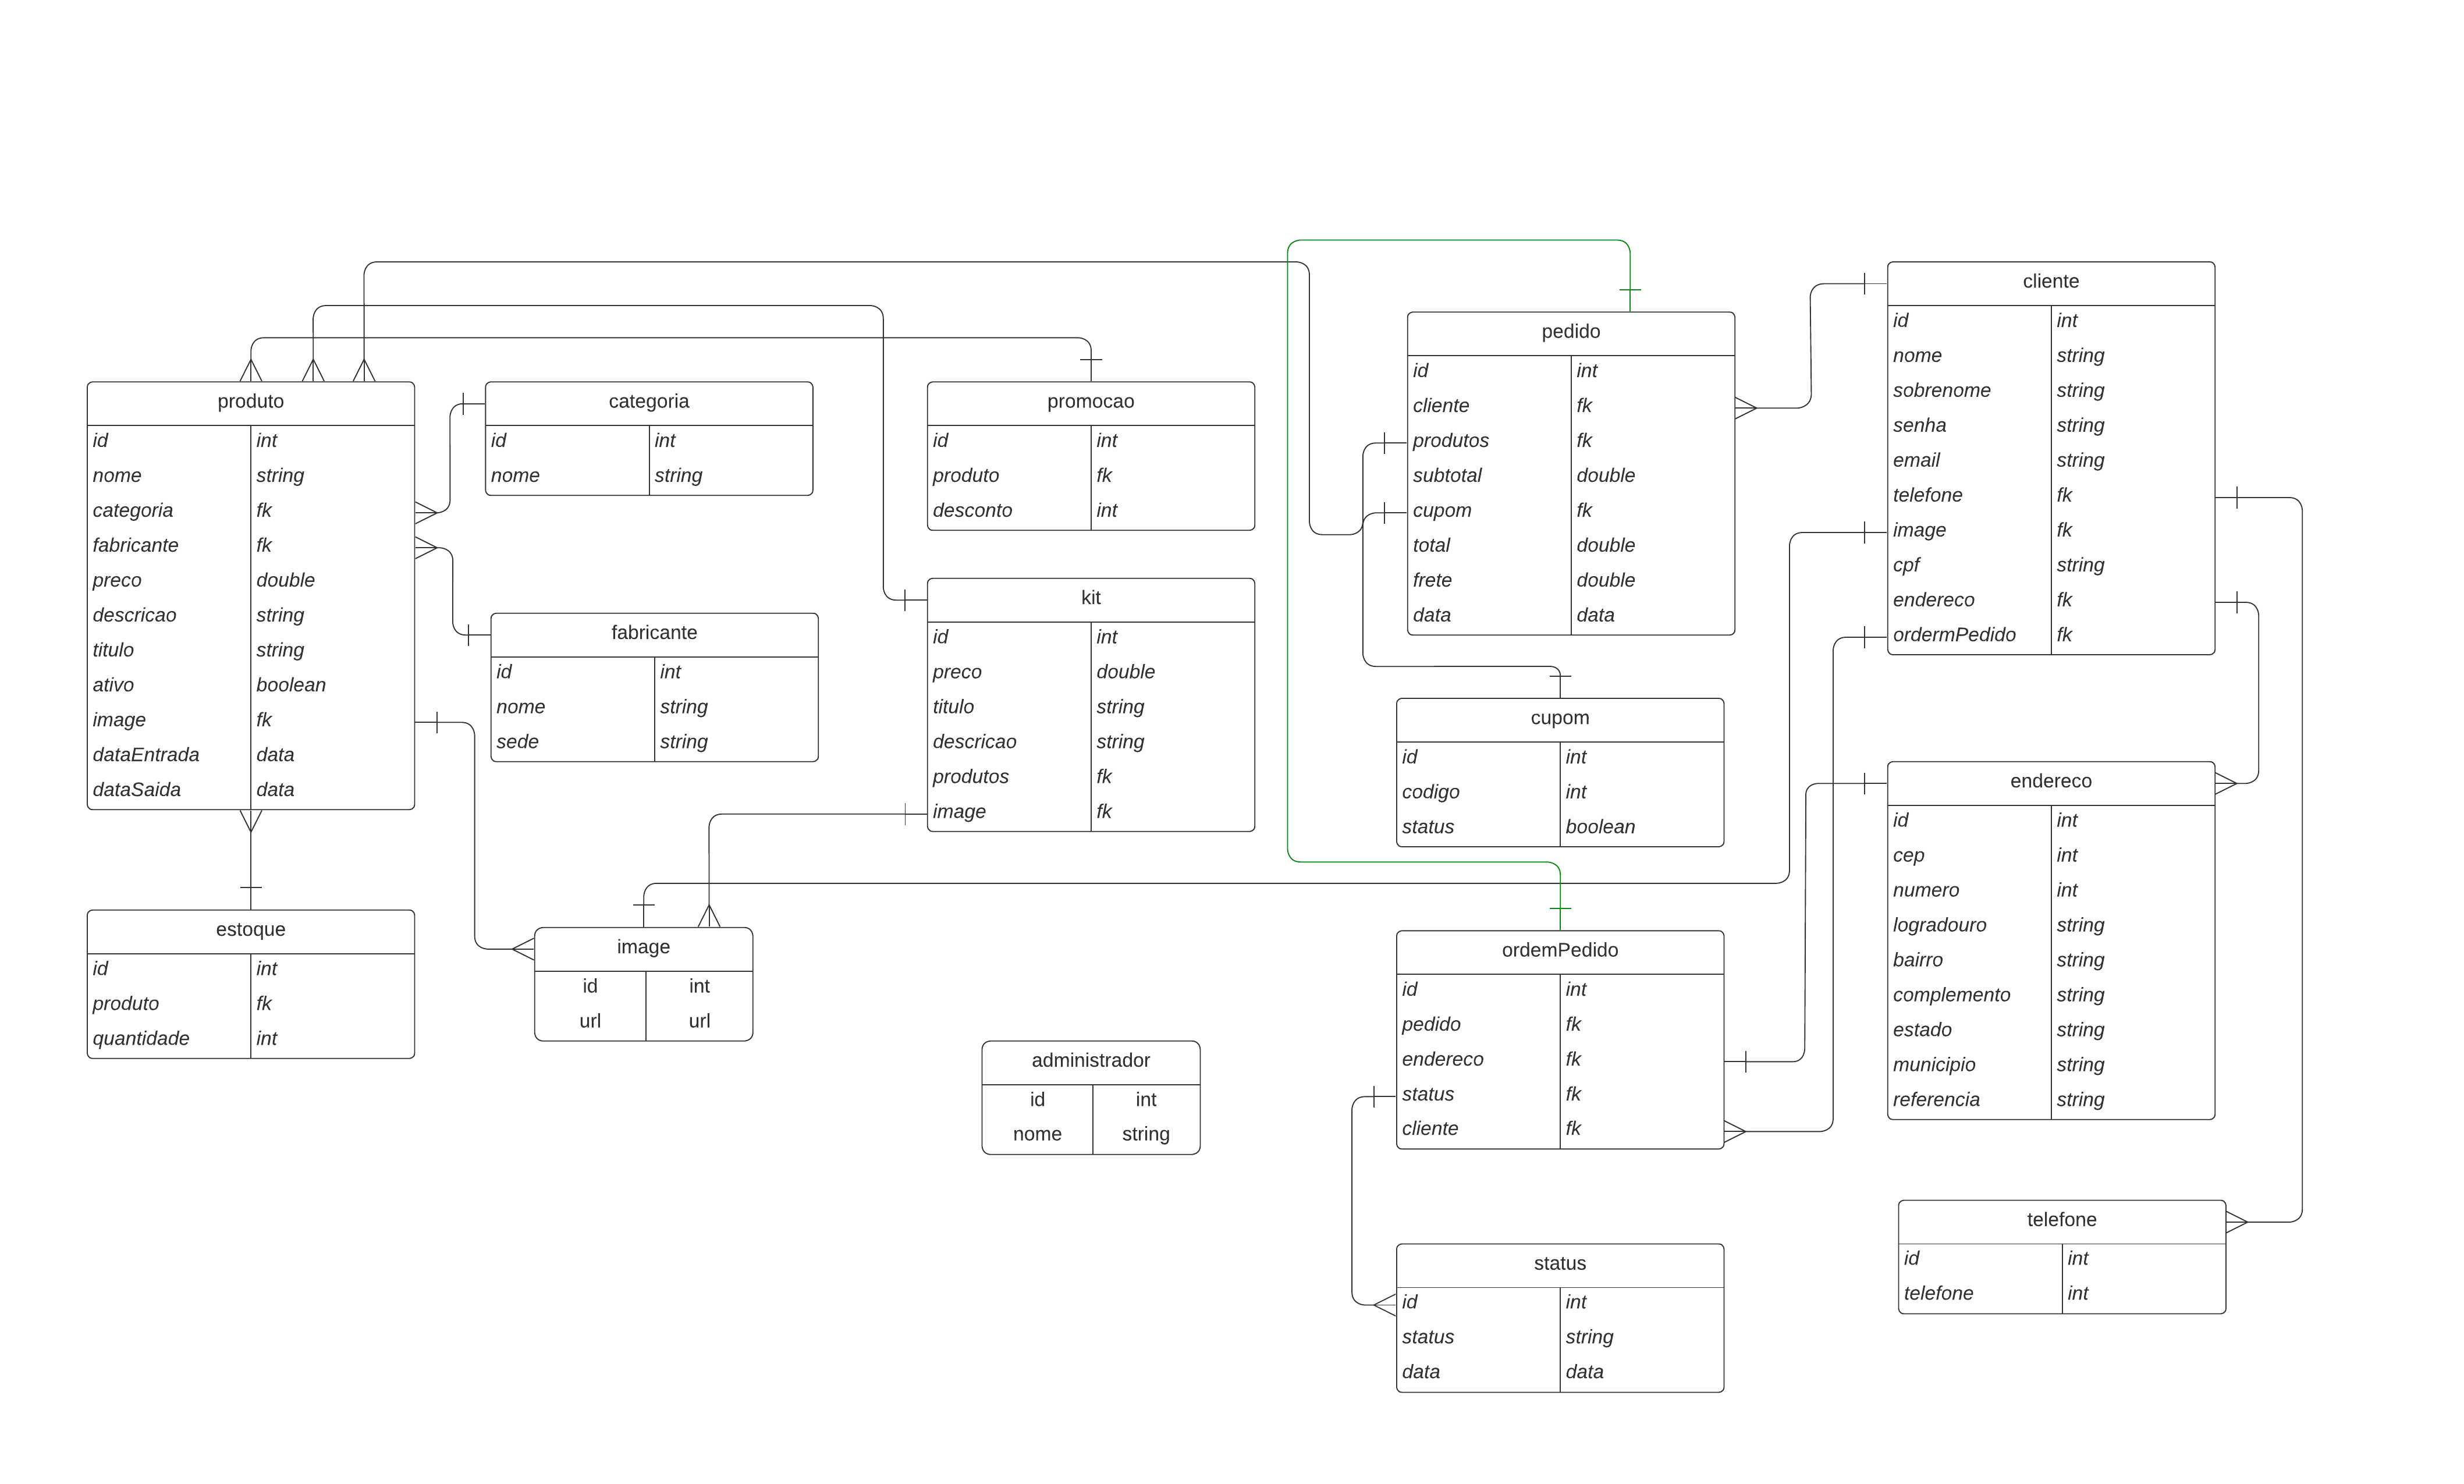 produto
id int
nome string
categoria fk
fabricante fk
preco double
descricao string
titulo string
ativo boolean
image fk
dataEntrada data
dataSaida data
categoria
id int
nome string
fabricante
id int
nome string
sede string
estoque
id int
produto fk
quantidade int
image
id int
url url
promocao
id int
produto fk
desconto int
kit
id int
preco double
titulo string
descricao string
produtos fk
image fk
administrador
id int
nome string
pedido
id int
cliente fk
produtos fk
subtotal double
cupom fk
total double
frete double
data data
cupom
id int
codigo int
status boolean
ordemPedido
id int
pedido fk
endereco fk
status fk
cliente fk
status
id int
status string
data data
cliente
id int
nome string
sobrenome string
senha string
email string
telefone fk
image fk
cpf string
endereco fk
ordermPedido fk
endereco
id int
cep int
numero int
logradouro string
bairro string
complemento string
estado string
municipio string
referencia string
telefone
id int
telefone int